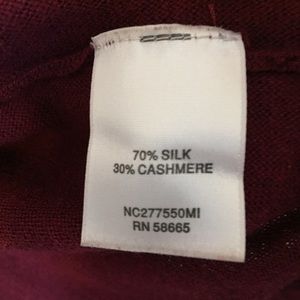 70% SILK
30% CASHMERE
NC277550MI
RN 58665